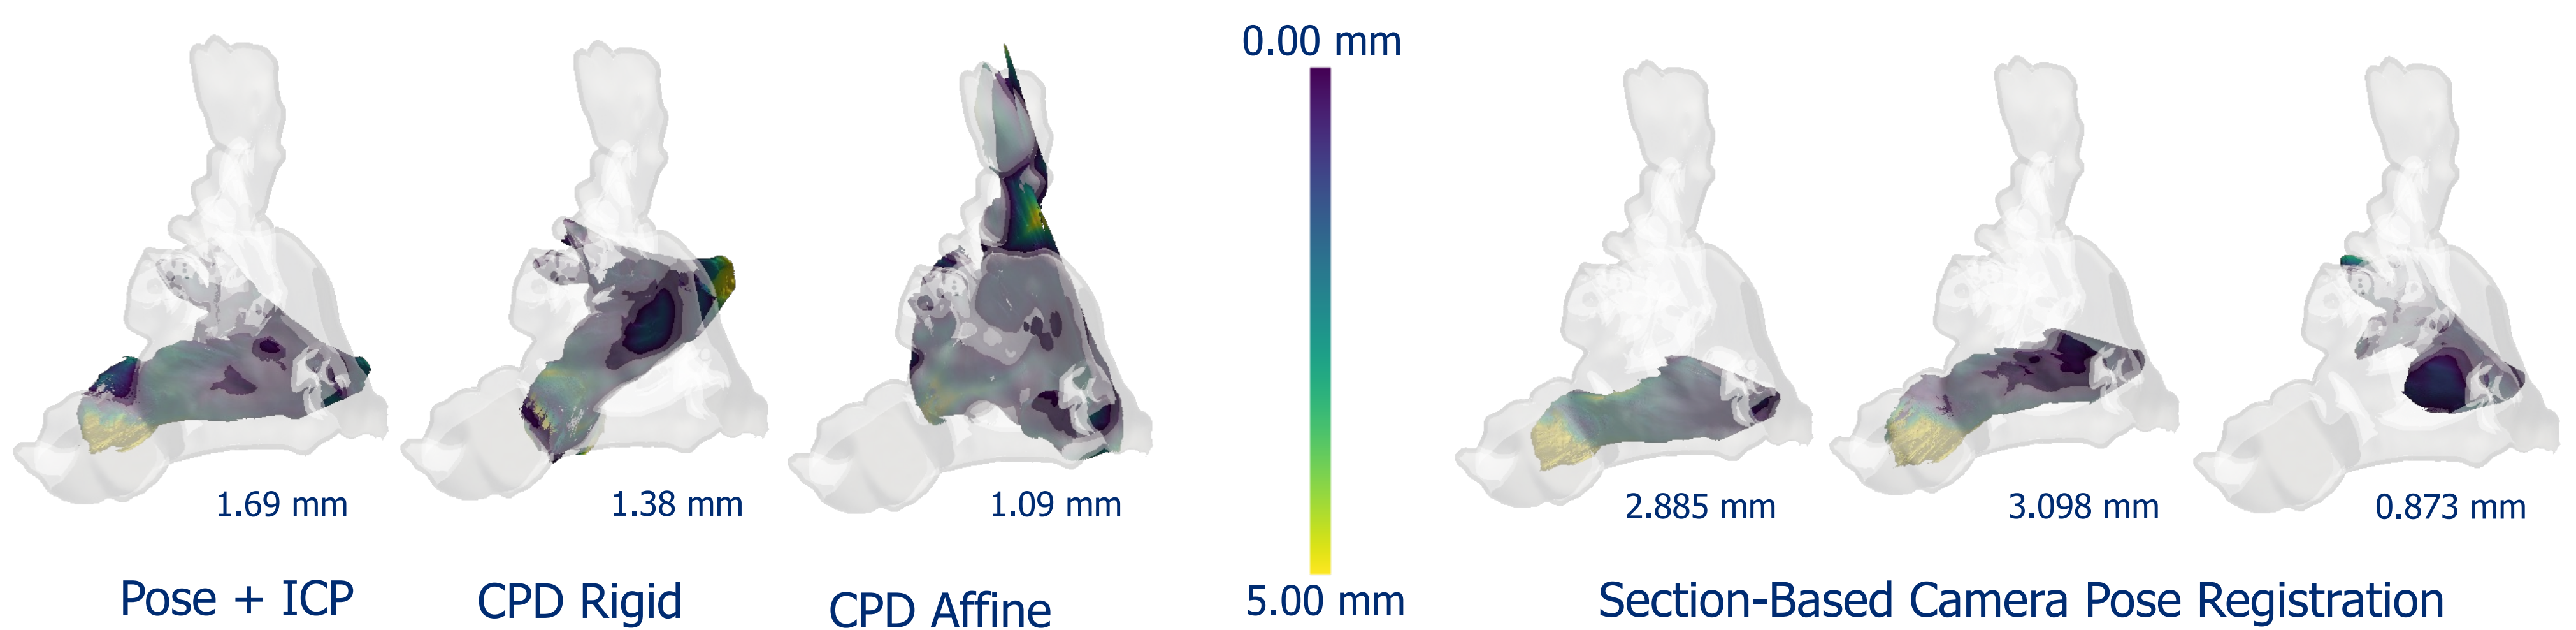 0.00 mm
1.69 mm
1.38 mm
1.09 mm
2.885 mm
3.098 mm
0.873 mm
5.00 mm
Pose + ICP
CPD Rigid
CPD Affine
Section-Based Camera Pose Registration